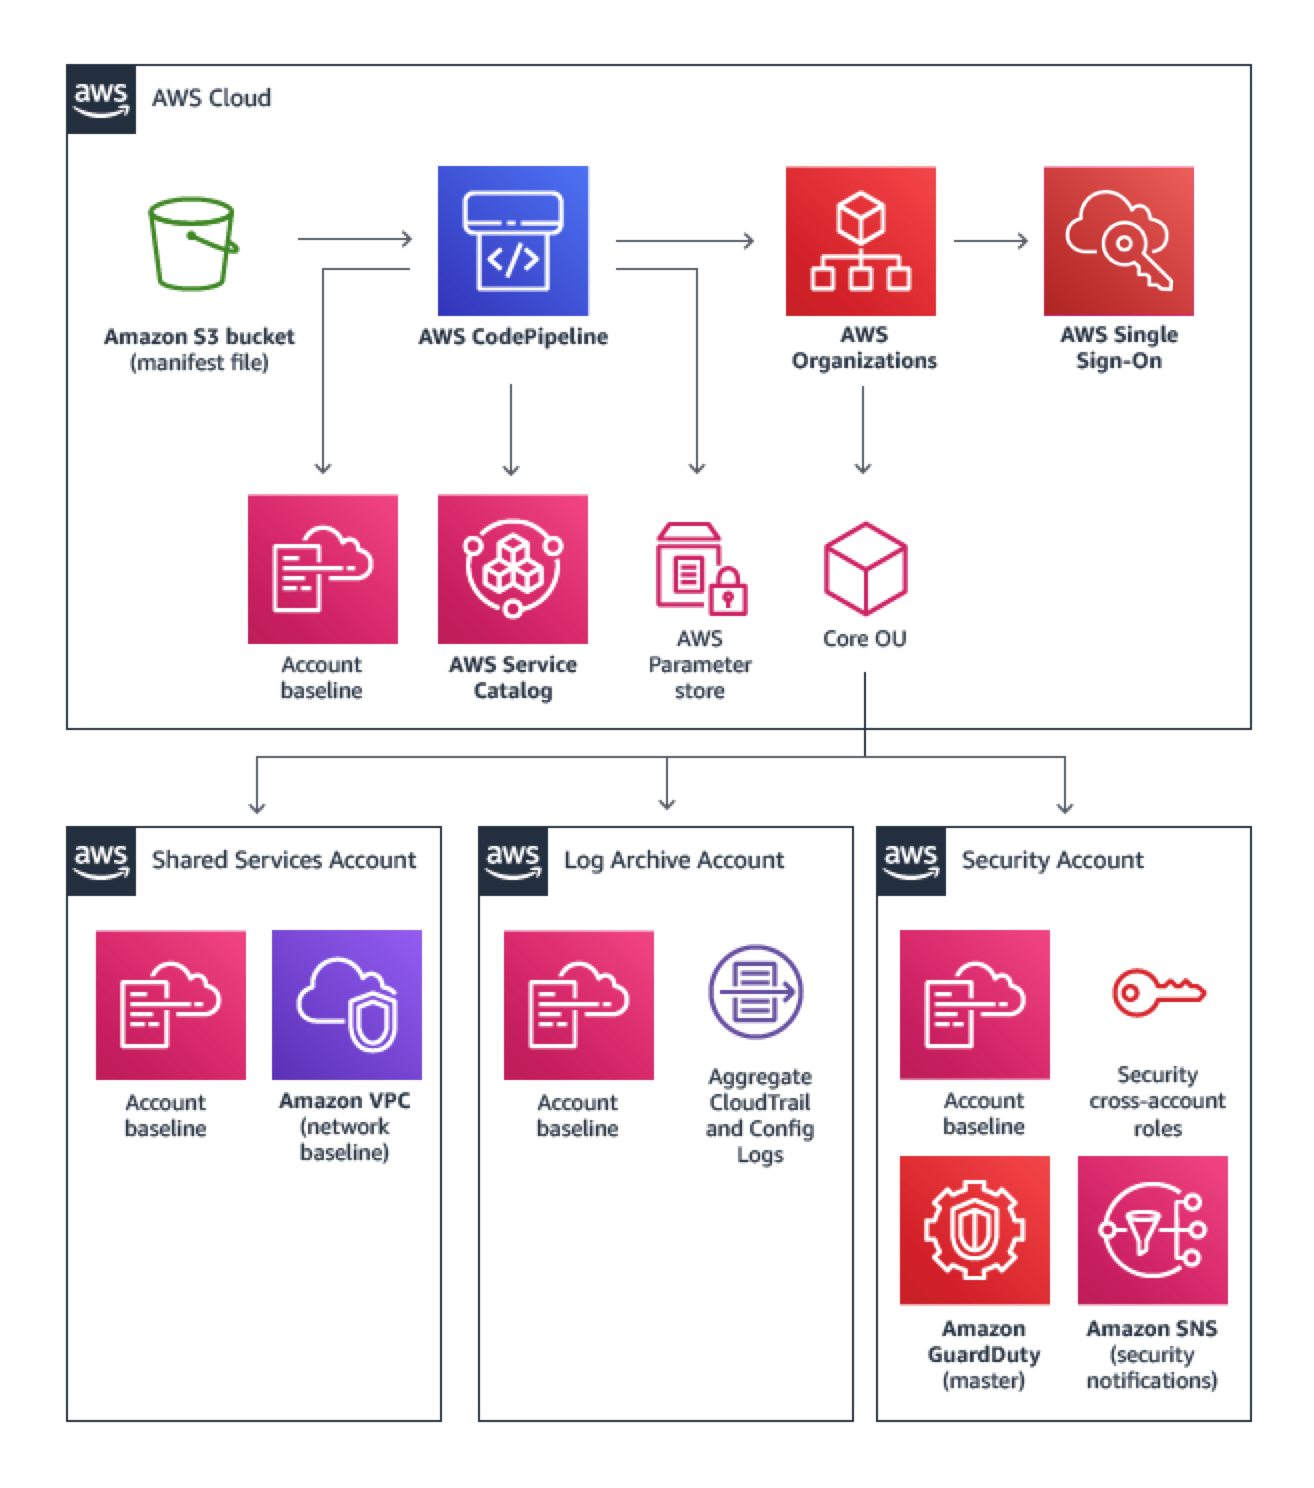 aws
AWS Cloud
Amazon S3 bucket
(manifest file)
</>
AWS CodePipeline
AWS
Organizations
AWS Single
Sign-On
Account
baseline
AWS Service
Catalog
AWS
Parameter
store
Core OU
aws
Shared Services Account
Account
baseline
Amazon VPC
(network
baseline)
aws
Log Archive Account
Account
baseline
Aggregate
CloudTrail
and Config
Logs
aws
Security Account
Account
baseline
Security
cross-account
roles
Amazon
GuardDuty
(master)
Amazon SNS
(security
notifications)